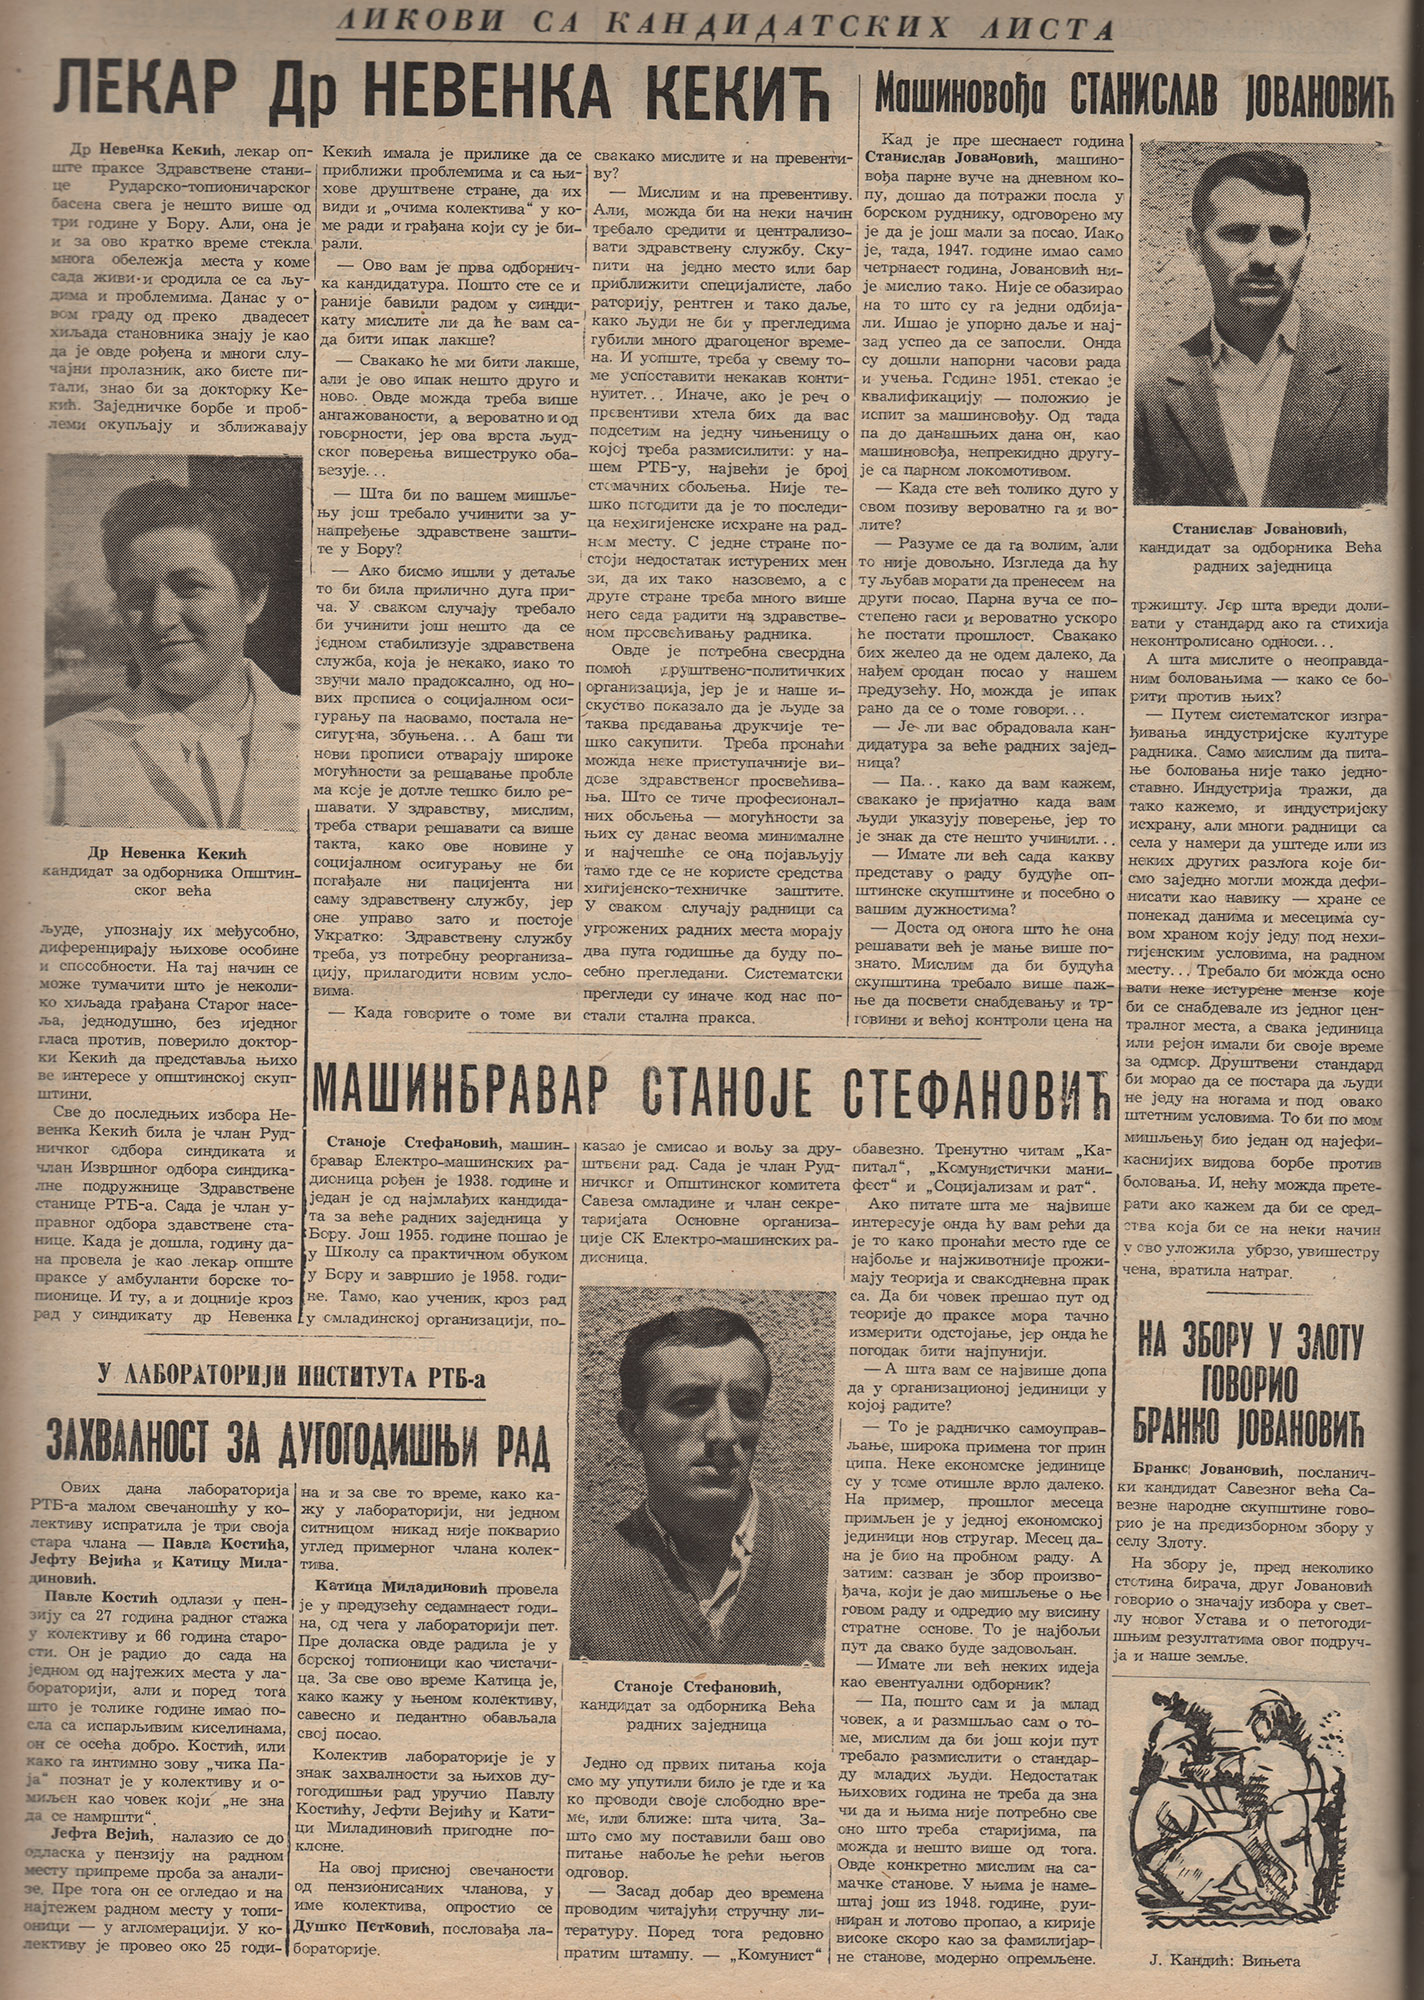 ЛИКОВИ СА КАНДИДАТСКИХ ЛИСТА
ЛЕКАР Др НЕВЕНКА КЕКИЋ
Др Невенка Кекић, лекар оп-
ште праксе Здравствене стани-
це Рударско-топионичарског
басена свега је нешто више од
три године у Бору. Али, она је
и за ово кратко време стекла
многа обележја места у коме
сада живи и сродила се са љу-
дима и проблемима. Данас у о-
вом граду од преко двадесет
хиљада становника знају је као
да је овде рођена и многи слу-
чајни пролазник, ако бисте пи-
тали, знао би за докторку Ке-
кић. Заједничке борбе и проб-
леми окупљају и зближавају
Др Невенка Кекић
кандидат за одборника Општин-
ског већа
људе, упознају их међусобно,
диференцирају њихове особине
и способности. На тај начин се
може тумачити што је неколи-
ко хиљада грађана Старог насе-
ља, једнодушно, без иједног
гласа против, поверило доктор-
ки Кекић да представља њихо
ве интересе у општинској скуп-
штини.
Све до последњих избора Не-
венка Кекић била је члан Руд-
ничког одбора синдиката и
члан Извршног одбора синдика-
лне подружнице Здравствене
станице РТБ-а. Сада је члан у-
правног одбора здавствене ста-
нице. Када је дошла, годину да-
на провела је као лекар опште
праксе у амбуланти борске то-
пионице. И ту, а и доцније кроз
рад у синдикату др Невенка
Кекић имала је прилике да се
приближи проблемима и са њи-
хове друштвене стране, да их
види и „очима колектива“ у ко-
ме ради и грађана који су је би-
рали.
— Ово вам је прва одборнич-
ка кандидатура. Пошто сте се и
раније бавили радом у синди-
кату мислите ли да ће вам са-
да бити ипак лакше?
— Свакако ће ми бити лакше,
али је ово ипак нешто друго и
ново. Овде можда треба више
ангажованости, а вероватно и од
говорности, јер ова врста људ-
ског поверења вишеструко оба-
везује...
— Шта би по вашем мишље-
њу још требало учинити за у-
напређење здравствене зашти-
те у Бору?
— Ако бисмо ишли у детаље
то би била прилично дуга при-
ча. У сваком случају требало
би учинити још нешто да се
једном стабилизује здравствена
служба, која је некако, иако то
звучи мало прадоксално, од но-
вих прописа о социјалном оси-
гурању па наовамо, постала не-
сигурна, збуњена... А баш ти
нови прописи отварају широке
могућности за решавање пробле
ма које је дотле тешко било ре-
шавати. У здравству, мислим,
треба ствари решавати са више
такта, како ове новине у
социјалном осигурању не би
погађале ни пацијента ни
саму здравствену службу, јер
оне управо зато и постоје
Укратко: Здравствену службу
треба, уз потребну реорганиза-
цију, прилагодити новим усло-
вима.
— Када говорите о томе ви
свакако мислите и на превенти-
ву?
— Мислим и на превентиву.
Али, можда би на неки начин
требало средити и централизо-
вати здравствену службу. Ску-
пити на једно место или бар
приближити специјалисте, лабо
раторију, рентген и тако даље,
како људи не би у прегледима
губили много драгоценог време-
на. И уопште, треба у свему то-
ме успоставити некакав конти-
нуитет... Иначе, ако је реч о
превентиви хтела бих да вас
подсетим на једну чињеницу о
којој треба размисилити: у на-
шем РТБ-у, највећи је број
стомачних обољења. Није те-
шко погодити да је то последи-
ца нехигијенске исхране на рад-
ном месту. С једне стране по-
стоји недостатак истурених мен
зи, да их тако назовемо, а с
друге стране треба много више
него сада радити на здравстве-
ном просвећивању радника.
Овде је потребна свесрдна
помоћ друштвено-политичких
организација, јер је и наше и-
скуство показало да је људе за
таква предавања друкчије те-
шко сакупити. Треба пронаћи
можда неке приступачније ви-
дове здравственог просвећива-
ња. Што се тиче професионал-
них обољења — могућности за
њих су данас веома минималне
и најчешће се она појављују
тамо где се не користе средства
хигијенско-техничке заштите.
У сваком случају радници са
угрожених радних места морају
два пута годишње да буду по-
себно прегледани. Систематски
прегледи су иначе код нас по-
стали стална пракса.
Машиновођа СТАНИСЛАВ ЈОВАНОВИЋ
Кад је пре шеснаест година
Станислав Јовановић, машино-
вођа парне вуче на дневном ко-
пу, дошао да потражи посла у
борском руднику, одговорено му
је да је још мали за посао. Иако
је, тада, 1947. године имао само
четрнаест година, Јовановић ни-
је мислио тако. Није се обазирао
на то што су га једни одбија-
ли. Ишао је упорно даље и нај-
зад успео да се запосли. Онда
су дошли напорни часови рада
и учења. Године 1951. стекао је
квалификацију — положио је
испит за машиновођу. Од тада
па до данашњих дана он, као
машиновођа, непрекидно другу-
је са парном локомотивом.
— Када сте већ толико дуго у
свом позиву вероватно га и во-
лите?
— Разуме се да га волим, али
то није довољно. Изгледа да ћу
ту љубав морати да пренесем на
други посао. Парна вуча се по-
степено гаси и вероватно ускоро
ће постати прошлост. Свакако
бих желео да не одем далеко, да
нађем сродан посао у нашем
предузећу. Но, можда је ипак
рано да се о томе говори...
— Је ли вас обрадовала кан-
дидатура за веће радних зајед-
ница?
— Па... како да вам кажем,
свакако је пријатно када вам
људи указују поверење, јер то
је знак да сте нешто учинили...
— Имате ли већ сада какву
представу о раду будуће оп-
штинске скупштине и посебно о
вашим дужностима?
— Доста од онога што ће она
решавати већ је мање више по-
знато. Мислим да би будућа
скупштина требало више паж-
ње да посвети снабдевању и тр-
говини и већој контроли цена на
Станислав Јовановић,
кандидат за одборника Већа
радних заједница
тржишту. Јер шта вреди доли-
вати у стандард ако га стихија
неконтролисано односи...
А шта мислите о неоправда-
ним боловањима — како се бо-
рити против њих?
— Путем систематског изгра-
ђивања индустријске културе
радника. Само мислим да пита-
ње боловања није тако једно-
ставно. Индустрија тражи, да
тако кажемо, и индустријску
исхрану, али многи радници са
села у намери да уштеде или из
неких других разлога које би-
смо заједно могли можда дефи-
нисати као навику — хране се
понекад данима и месецима су-
вом храном коју једу под нехи-
гијенским условима, на радном
месту... Требало би можда осно
вати неке истурене мензе које
би се снабдевале из једног цен-
тралног места, а свака јединица
или рејон имали би своје време
за одмор. Друштвени стандард
би морао да се постара да људи
не једу на ногама и под овако
штетним условима. То би по мом
мишљењу био један од најефи-
каснијих видова борбе против
боловања. И, нећу можда прете-
рати ако кажем да би се сред-
ства која би се на неки начин
у ово уложила убрзо, увишестру
чена, вратила натраг.
МАШИНБРАВАР СТАНОЈЕ СТЕФАНОВИЋ
Станоје Стефановић, машин-
бравар Електро-машинских ра-
дионица рођен је 1938. године и
један је од најмлађих кандида-
та за веће радних заједница у
Бору. Још 1955. године пошао је
у Школу са практичном обуком
у Бору и завршио је 1958. годи-
не. Тамо, као ученик, кроз рад
у омладинској организацији, по-
казао је смисао и вољу за дру-
штвени рад. Сада је члан Руд-
ничког и Општинског комитета
Савеза омладине и члан секре-
таријата Основне организа-
ције СК Електро-машинских ра-
дионица.
Станоје Стефановић,
кандидат за одборника Већа
радних заједница
Једно од првих питања која
смо му упутили било је где и ка
ко проводи своје слободно вре-
ме, или ближе: шта чита. За-
што смо му поставили баш ово
питање набоље ће рећи његов
одговор.
— Засад добар део времена
проводим читајући стручну ли-
тературу. Поред тога редовно
пратим штампу. — „Комунист“
обавезно. Тренутно читам „Ка-
питал“, „Комунистички мани-
фест“ и „Социјализам и рат“.
Ако питате шта ме највише
интересује онда ћу вам рећи да
је то како пронаћи место где се
најбоље и најживотније прожи-
мају теорија и свакодневна прак
са. Да би човек прешао пут од
теорије до праксе мора тачно
измерити одстојање, јер онда ће
погодак бити најпунији.
— А шта вам се највише допа
да у организационој јединици у
којој радите?
— То је радничко самоуправ-
љање, широка примена тог прин
ципа. Неке економске јединице
су у томе отишле врло далеко.
На пример, прошлог месеца
примљен је у једној економској
јединици нов стругар. Месец да-
на је био на пробном раду. А
затим: сазван је збор произво-
ђача, који је дао мишљење о ње
говом раду и одредио му висину
стратне основе. То је најбољи
пут да свако буде задовољан.
— Имате ли већ неких идеја
као евентуални одборник?
— Па, пошто сам и ја млад
човек, а и размшљао сам о то-
ме, мислим да би још који пут
требало размислити о стандар-
ду младих људи. Недостатак
њихових година не треба да зна
чи да и њима није потребно све
оно што треба старијима, па
можда и нешто више од тога.
Овде конкретно мислим на са-
мачке станове. У њима је наме-
штај још из 1948. године, руи-
ниран и лотово пропао, а кирије
високе скоро као за фамилијар-
не станове, модерно опремљене.
У ЛАБОРАТОРИЈИ ИНСТИТУТА РТБ-а
ЗАХВАЛНОСТ ЗА ДУГОГОДИШЊИ РАД
Ових дана лабораторија
РТБ-а малом свечаношћу у ко-
лективу испратила је три своја
стара члана — Павла Костића,
Јефту Вејића и Катицу Мила-
диновић.
Павле Костић одлази у пен-
зију са 27 година радног стажа
у колективу и 66 година старо-
сти. Он је радио до сада на
једном од најтежих места у ла-
бораторији, али и поред тога
што је толике године имао по-
сла са испарљивим киселинама,
он се осећа добро. Костић, или
како га интимно зову „чика Па-
ја“ познат је у колективу и о-
миљен као човек који „не зна
да се намршти“.
Јефта Вејић, налазио се до
одласка у пензију на радном
месту припреме проба за анали-
зе. Пре тога он се огледао и на
најтежем радном месту у топи-
оници — у агломерацији. У ко-
лективу је провео око 25 годи-
на и за све то време, како ка-
жу у лабораторији, ни једном
ситницом никад није покварио
углед примерног члана колек-
тива.
Катица Миладиновић провела
је у предузећу седамнаест годи-
на, од чега у лабораторији пет.
Пре доласка овде радила је у
борској топионици као чистачи-
ца. За све ово време Катица је,
како кажу у њеном колективу,
савесно и педантно обављала
свој посао.
Колектив лабораторије је у
знак захвалности за њихов ду-
гогодишњи рад уручио Павлу
Костићу, Јефти Вејићу и Кати-
ци Миладиновић пригодне по-
клоне.
На овој присној свечаности
од пензионисаних чланова, у
име колектива, опростио се
Душко Петковић, пословађа ла-
бораторије.
НА ЗБОРУ У ЗЛОТУ
ГОВОРИО
БРАНКО ЈОВАНОВИЋ
Бранко Јовановић, посланич-
ки кандидат Савезног већа Са-
везне народне скупштине гово-
рио је на предизборном збору у
селу Злоту.
На збору је, пред неколико
стотина бирача, друг Јовановић
говорио о значају избора у свет-
лу новог Устава и о петогоди-
шњим резултатима овог подруч-
ја и наше земље.
Ј. Кандић: Вињета